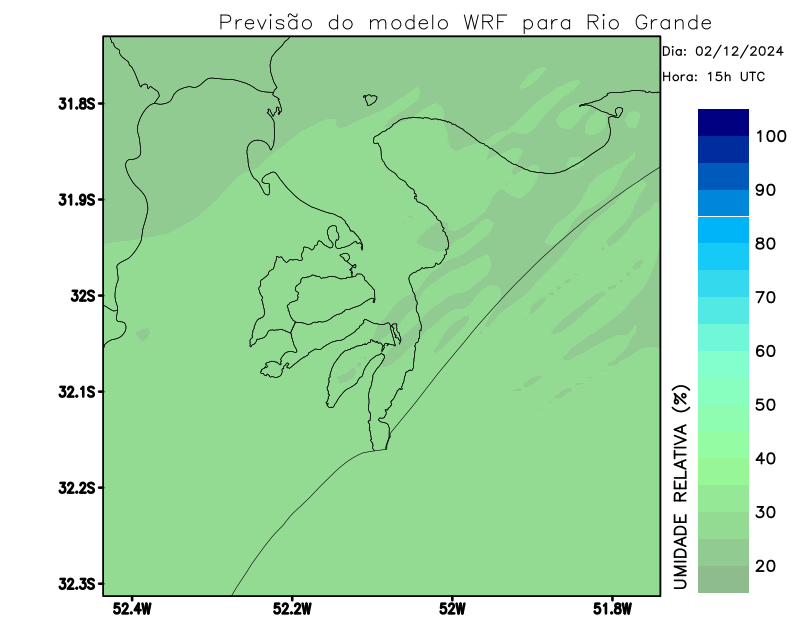 Previsão do modelo WRF para Rio Grande
Dia: 02/12/2024
Hora: 15h UTC
31.8S
31.9S
32S
32.1S
32.2S
32.3S
52.4W
52.2W
52W
51.8W
100
90
80
70
60
50
40
30
20
UMIDADE RELATIVA (%)